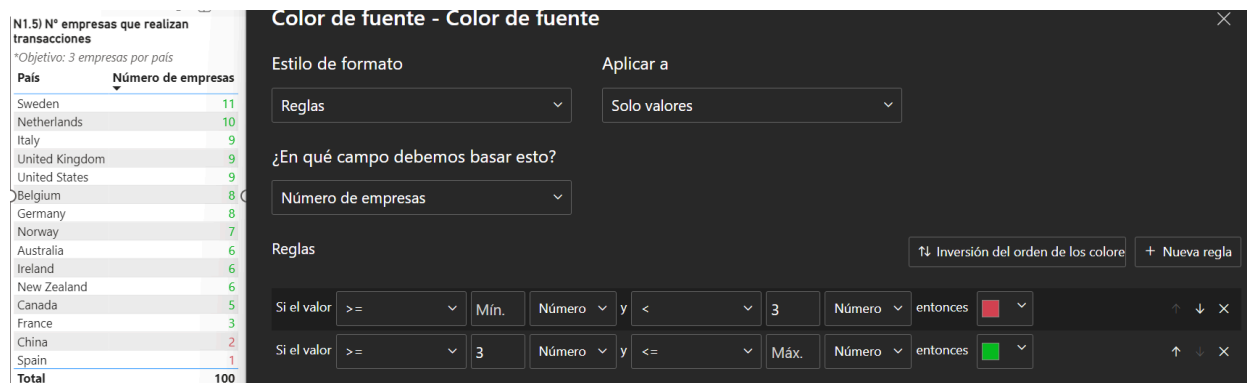 N1.5) Nº empresas que realizan
transacciones
*Objetivo: 3 empresas por país
País Número de empresas
Sweden 11
Netherlands 10
Italy 9
United Kingdom 9
United States 9
Belgium 8
Germany 8
Norway 7
Australia 6
Ireland 6
New Zealand 6
Canada 5
France 3
China 2
Spain 1
Total 100
Color de fuente - Color de fuente
Estilo de formato Aplicar a
Reglas Solo valores
¿En qué campo debemos basar esto?
Número de empresas
Reglas Inversión del orden de los colore + Nueva regla
Si el valor >= Mín. Número y < 3 Número entonces
Si el valor >= 3 Número y <= Máx. Número entonces